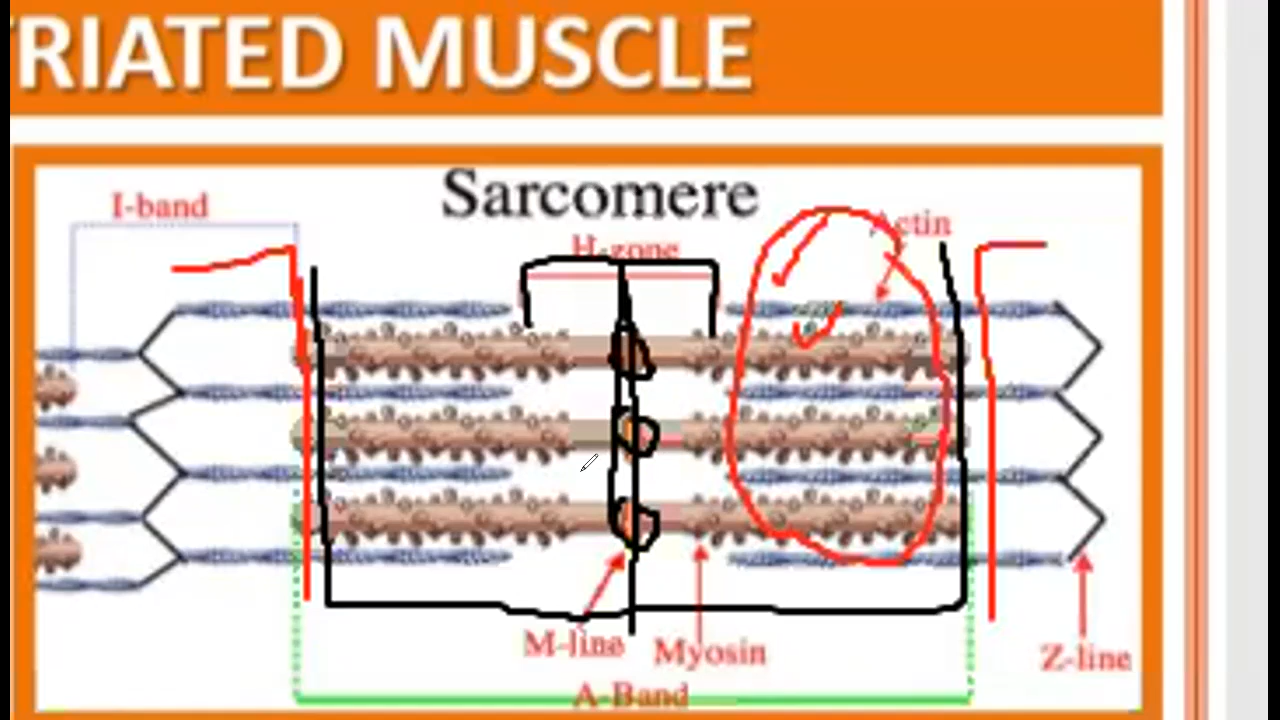 RIATED MUSCLE
Sarcomere
I-band
H-zone
Actin
M-line
Myosin
Z-line
A-Band